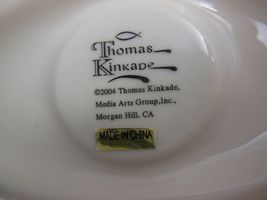 Thomas
Kinkade
©2004 Thomas Kinkade,
Media Arts Group,Inc.,
Morgan Hill, CA
MADE IN CHINA